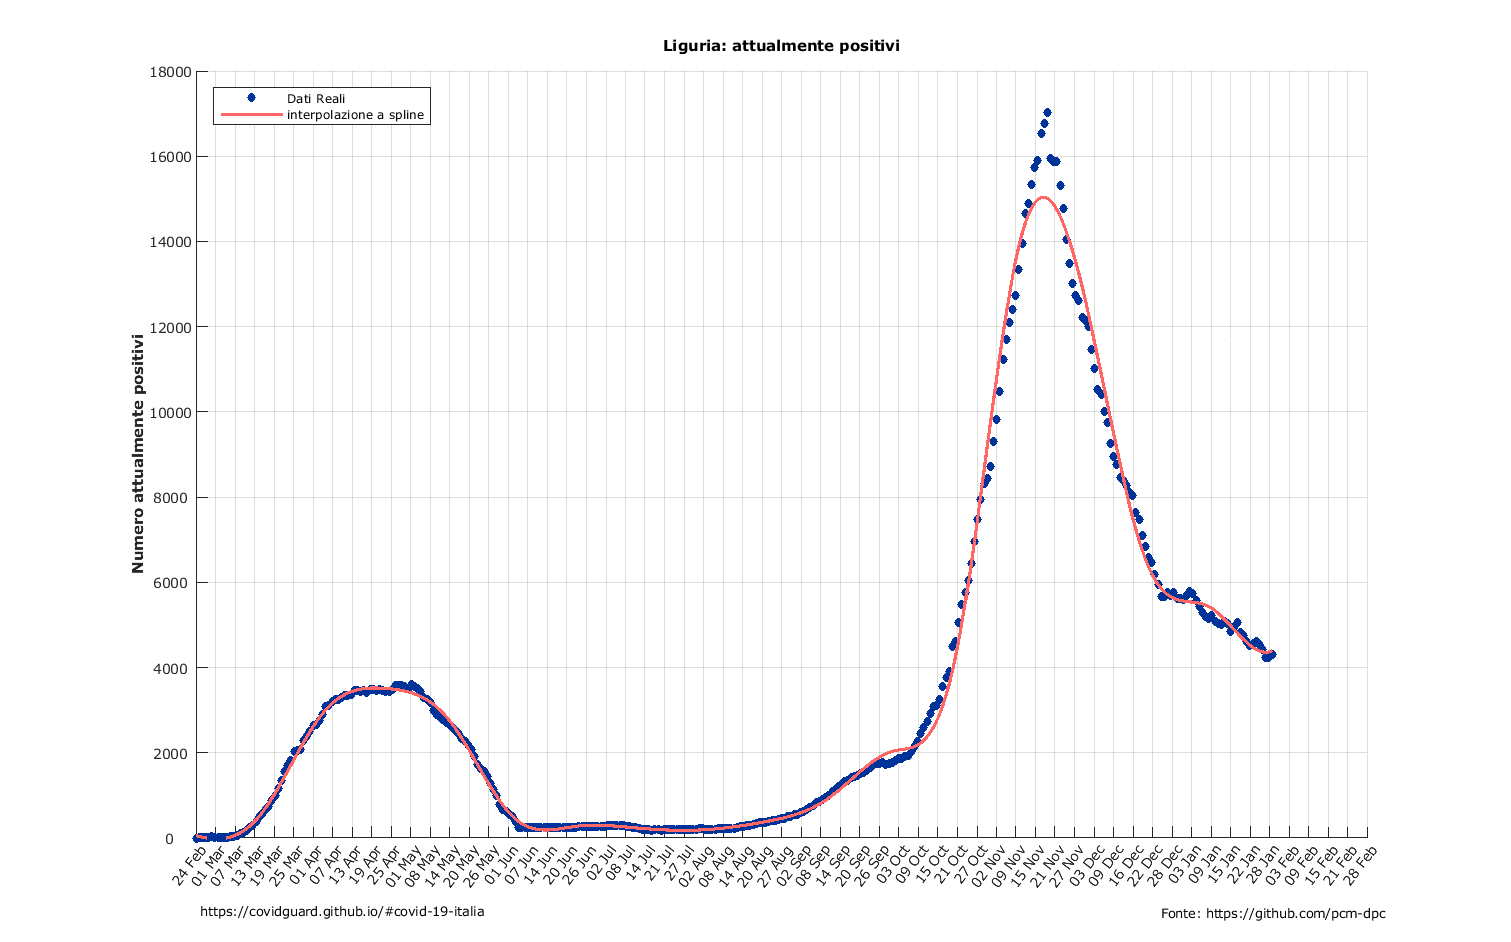 Liguria: attualmente positivi
Dati Reali
interpolazione a spline
Numero attualmente positivi
18000
16000
14000
12000
10000
8000
6000
4000
2000
0
24 Feb
01 Mar
07 Mar
13 Mar
19 Mar
25 Mar
01 Apr
07 Apr
13 Apr
19 Apr
25 Apr
01 May
08 May
14 May
20 May
26 May
01 Jun
07 Jun
14 Jun
20 Jun
26 Jun
02 Jul
08 Jul
14 Jul
21 Jul
27 Jul
02 Aug
08 Aug
14 Aug
20 Aug
27 Aug
02 Sep
08 Sep
14 Sep
20 Sep
26 Sep
03 Oct
09 Oct
15 Oct
21 Oct
27 Oct
02 Nov
09 Nov
15 Nov
21 Nov
27 Nov
03 Dec
09 Dec
16 Dec
22 Dec
28 Dec
03 Jan
09 Jan
15 Jan
22 Jan
28 Jan
03 Feb
09 Feb
15 Feb
21 Feb
28 Feb
https://covidguard.github.io/#covid-19-italia
Fonte: https://github.com/pcm-dpc